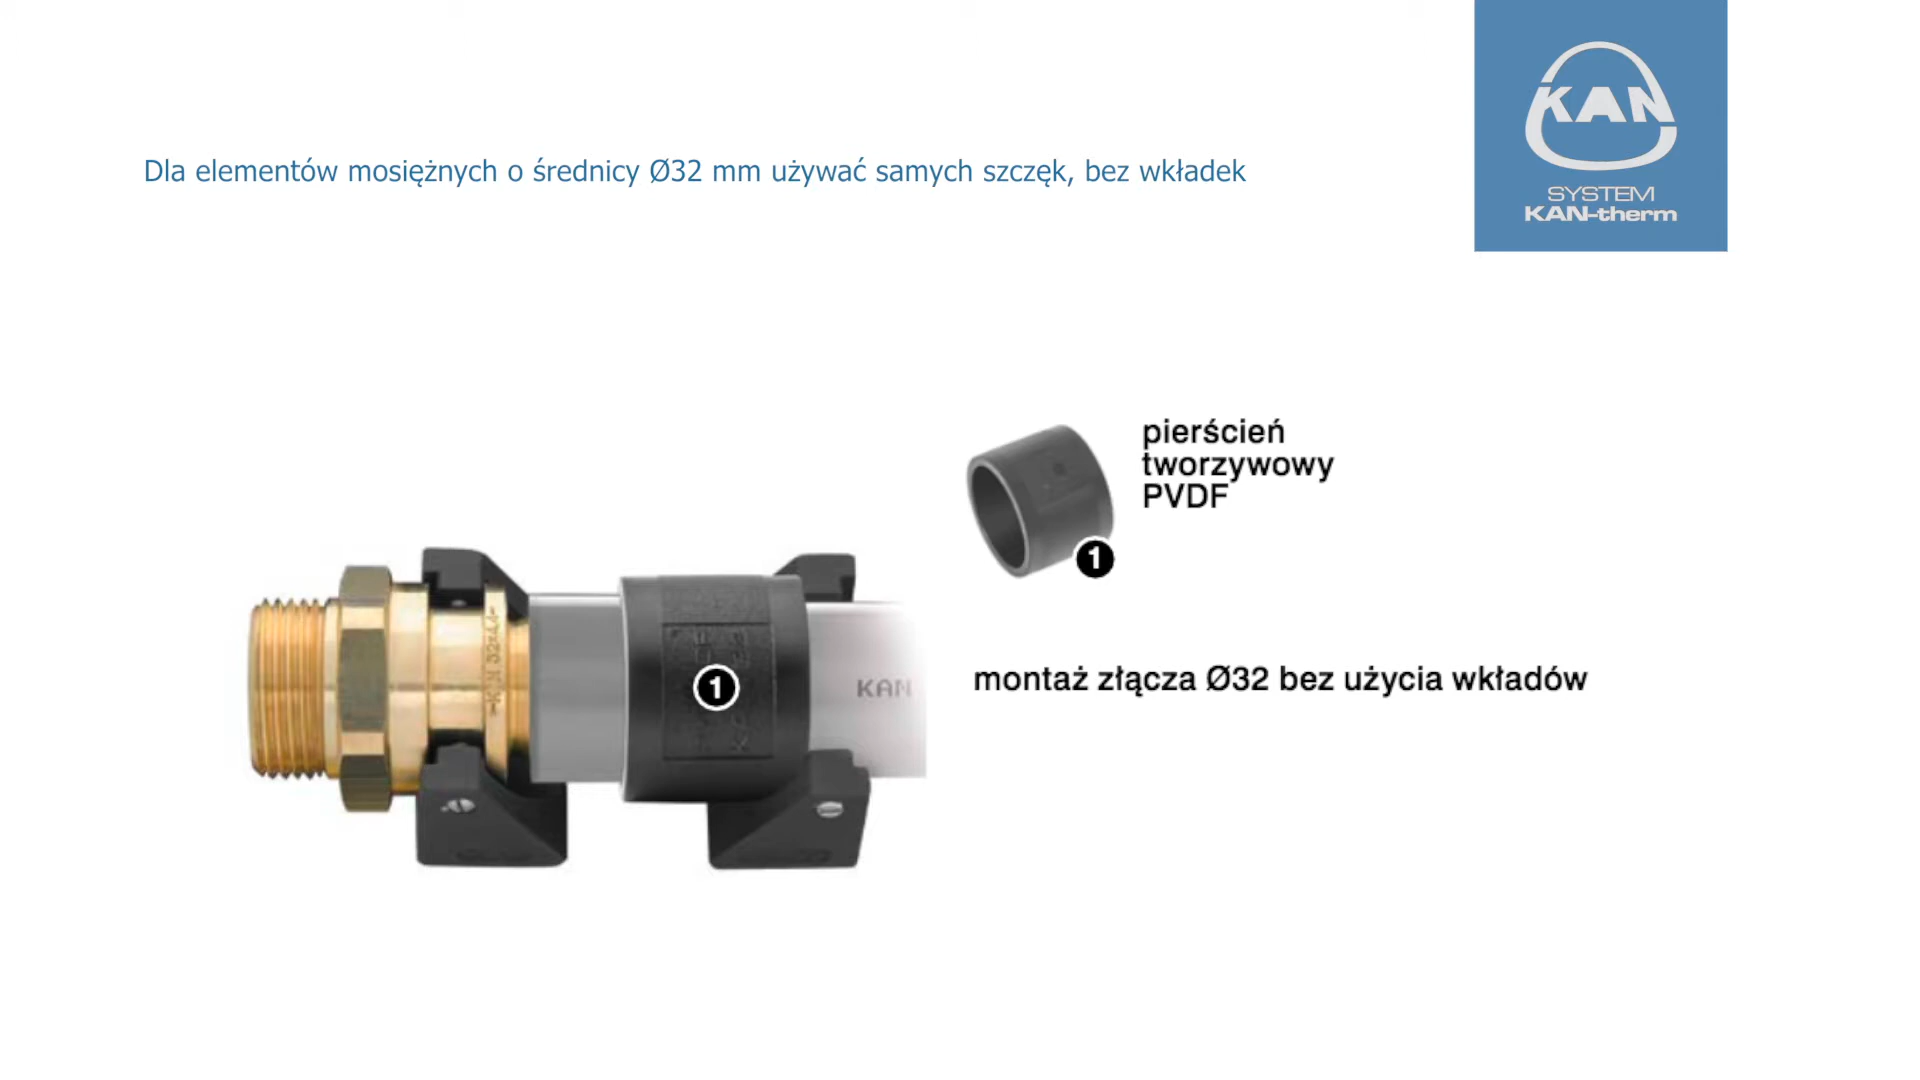 KAN
SYSTEM
KAN-therm
Dla elementów mosiężnych o średnicy Ø32 mm używać samych szczęk, bez wkładek
pierścień
tworzywowy
PVDF
1
1
KAN
montaż złącza Ø32 bez użycia wkładów